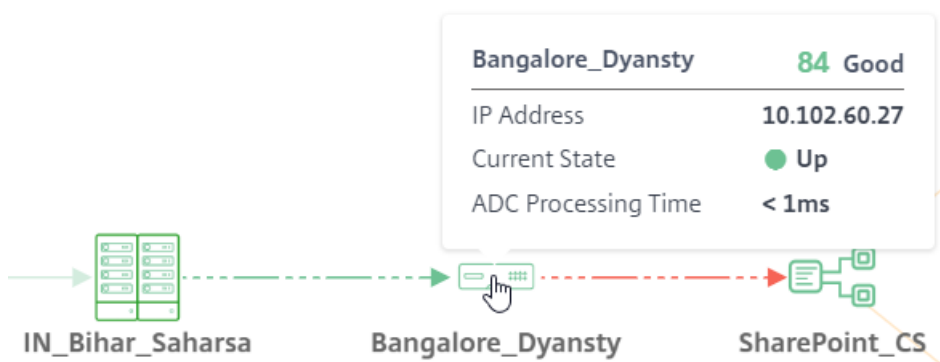 Bangalore_Dyansty 84 Good
IP Address 10.102.60.27
Current State Up
ADC Processing Time < 1ms
IN_Bihar_Saharsa Bangalore_Dyansty SharePoint_CS